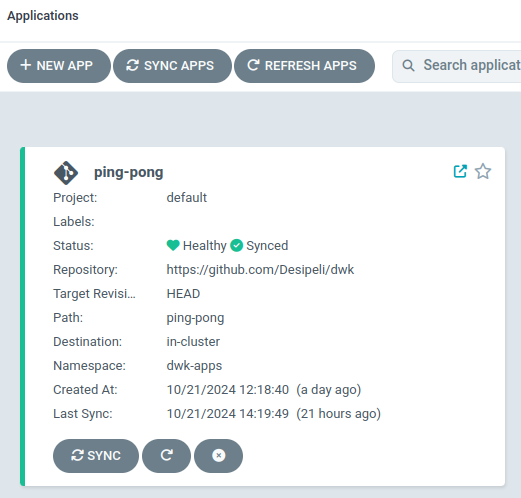 Applications
+ NEW APP SYNC APPS REFRESH APPS Search applicat
ping-pong
Project: default
Labels:
Status: Healthy Synced
Repository: https://github.com/Desipeli/dwk
Target Revisi... HEAD
Path: ping-pong
Destination: in-cluster
Namespace: dwk-apps
Created At: 10/21/2024 12:18:40 (a day ago)
Last Sync: 10/21/2024 14:19:49 (21 hours ago)
SYNC